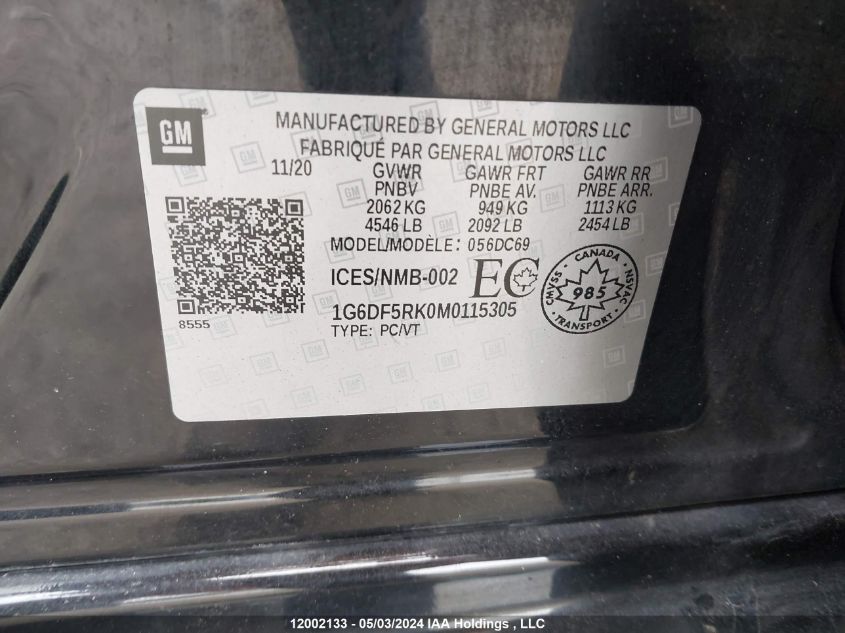 GM
MANUFACTURED BY GENERAL MOTORS LLC
FABRIQUÉ PAR GENERAL MOTORS LLC
11/20 GVWR GAWR FRT GAWR RR
PNBV PNBE AV. PNBE ARR.
2062 KG 949 KG 1113 KG
4546 LB 2092 LB 2454 LB
MODEL/MODÈLE: 056DC69
ICES/NMB-002 EC
CANADA
CMVSS 985 NSVAC
TRANSPORT
8555
1G6DF5RK0M0115305
TYPE: PC/VT
12002133 - 05/03/2024 IAA Holdings , LLC